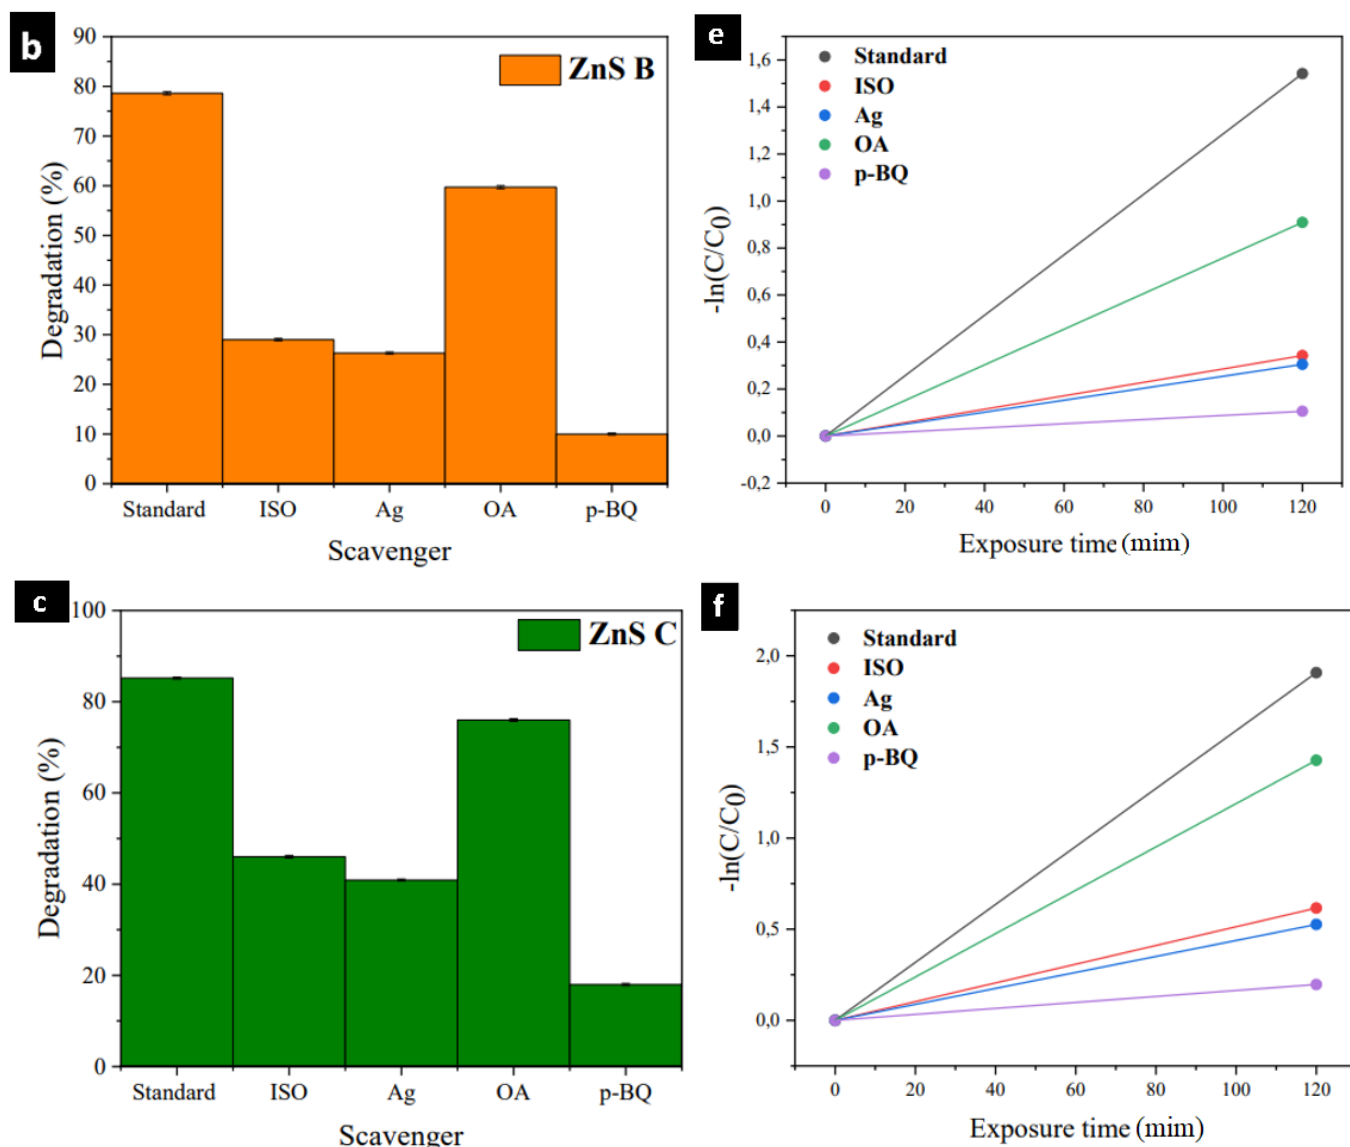 b
90
80
70
60
50
40
30
20
10
0
Degradation (%)
ZnS B
Standard ISO Ag OA p-BQ
Scavenger
e
1,6
1,4
1,2
1,0
0,8
0,6
0,4
0,2
0,0
-0,2
-ln(C/C0)
Standard
ISO
Ag
OA
p-BQ
0 20 40 60 80 100 120
Exposure time (mim)
c
100
80
60
40
20
0
Degradation (%)
ZnS C
Standard ISO Ag OA p-BQ
Scavenger
f
2,0
1,5
1,0
0,5
0,0
-ln(C/C0)
Standard
ISO
Ag
OA
p-BQ
0 20 40 60 80 100 120
Exposure time (mim)